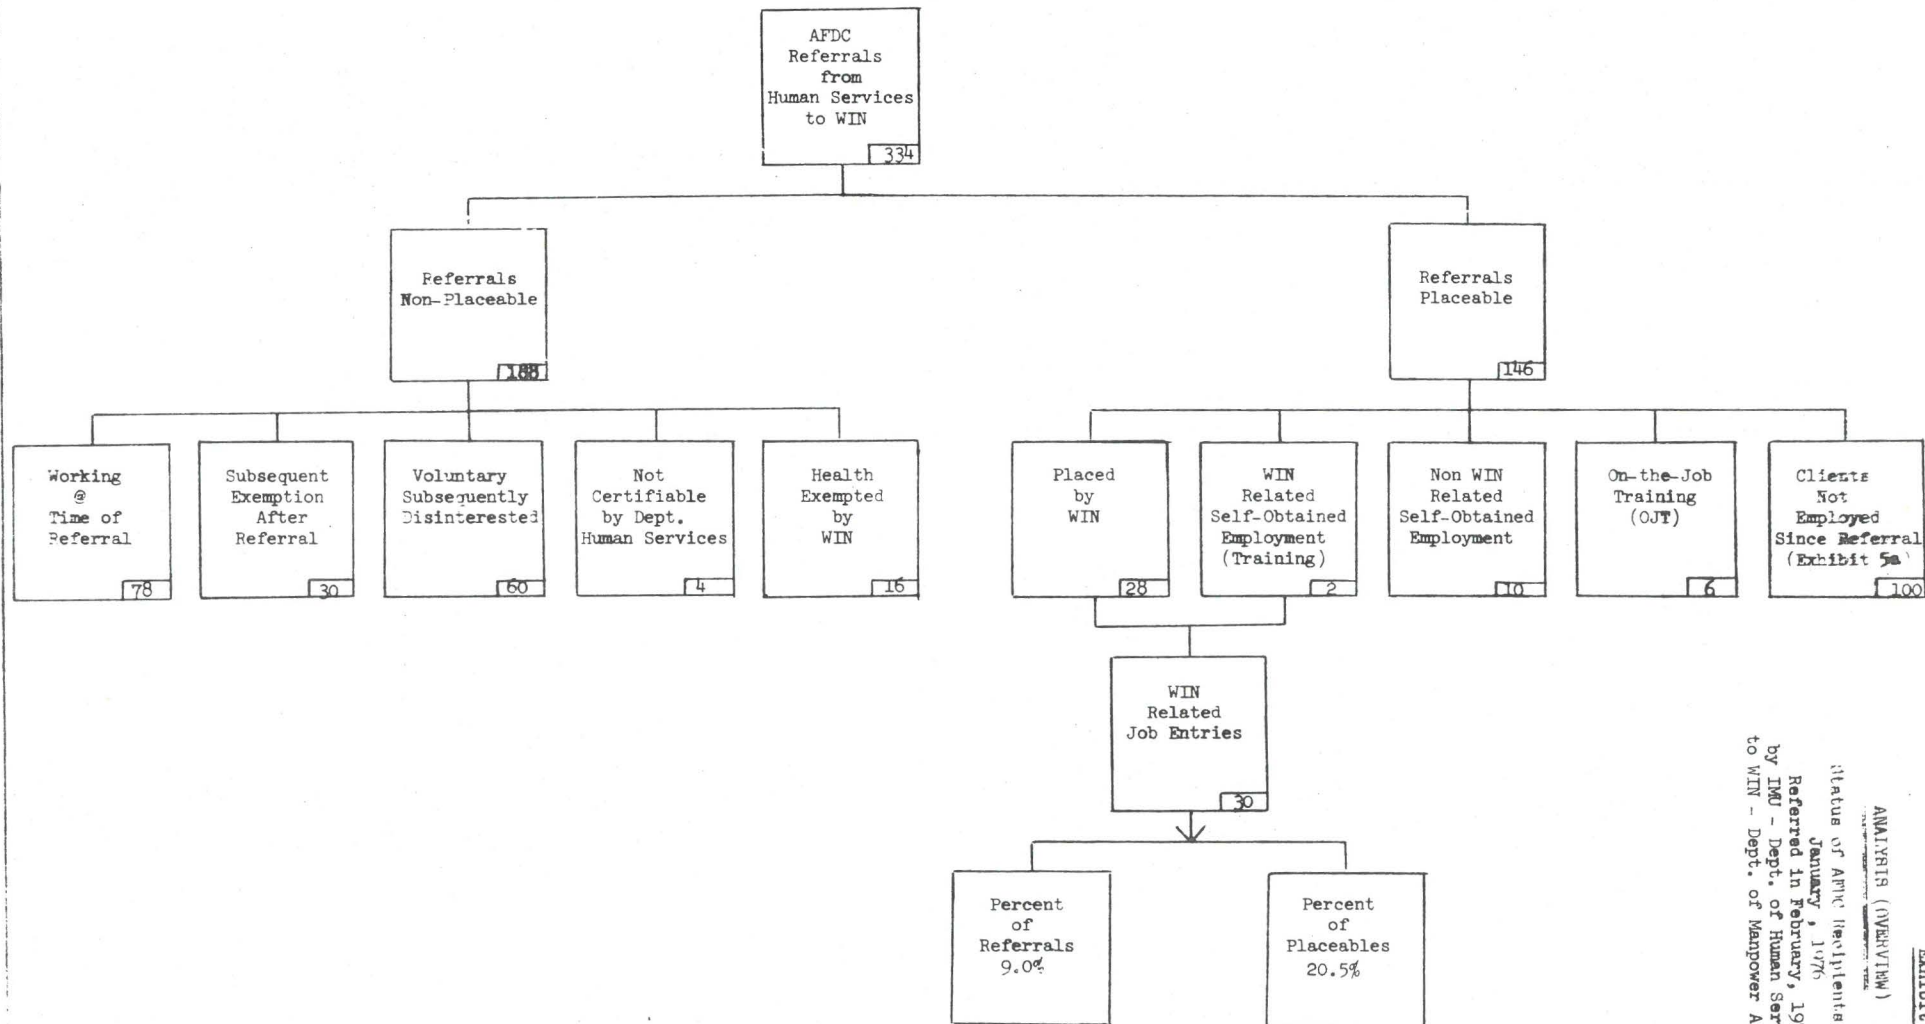 AFDC
Referrals
from
Human Services
to WIN
334
Referrals
Non-Placeable
188
Referrals
Placeable
146
Working
@
Time of
Referral
78
Subsequent
Exemption
After
Referral
30
Voluntary
Subsequently
Disinterested
60
Not
Certifiable
by Dept.
Human Services
4
Health
Exempted
by
WIN
16
Placed
by
WIN
28
WIN
Related
Self-Obtained
Employment
(Training)
2
Non WIN
Related
Self-Obtained
Employment
10
On-the-Job
Training
(OJT)
6
Clients
Not
Employed
Since Referral
(Exhibit 5a)
100
WIN
Related
Job Entries
30
Percent
of
Referrals
9.0%
Percent
of
Placeables
20.5%
ANALYSIS (OVERVIEW)
Status of AFDC Recipients
January, 1976
Referred in February, 19
by IMU - Dept. of Human Ser
to WIN - Dept. of Manpower A